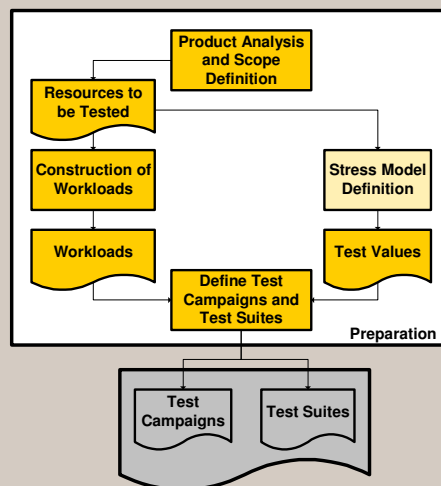 Product Analysis
and Scope
Definition
Resources to
be Tested
Construction of
Workloads
Stress Model
Definition
Workloads
Test Values
Define Test
Campaigns and
Test Suites
Preparation
Test
Campaigns
Test Suites